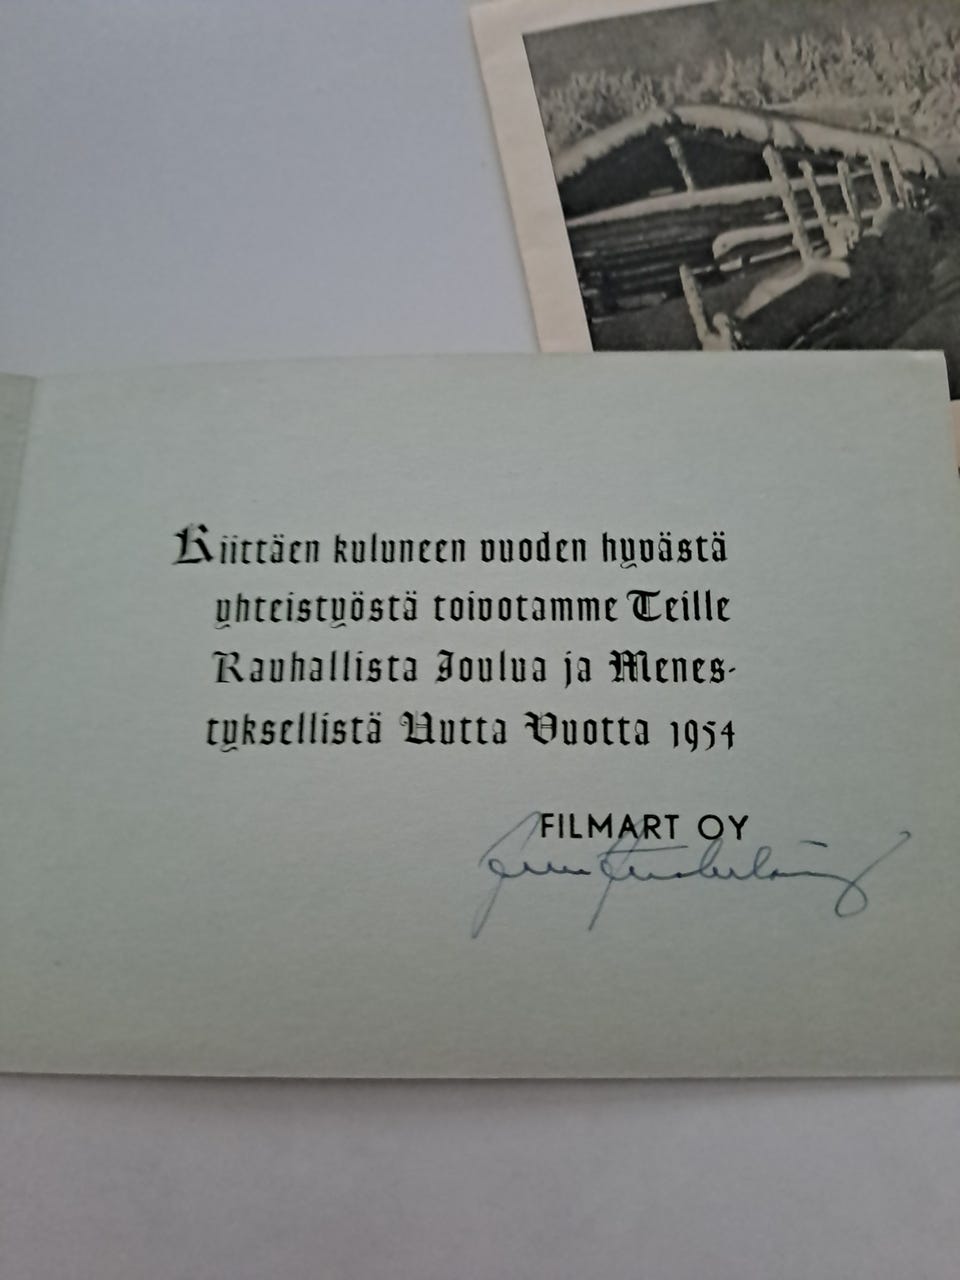 Kiittäen kuluneen vuoden hyvästä
yhteistyöstä toivotamme Teille
Rauhallista Joulua ja Menes-
tyksellistä Uutta Vuotta 1954
FILMART OY